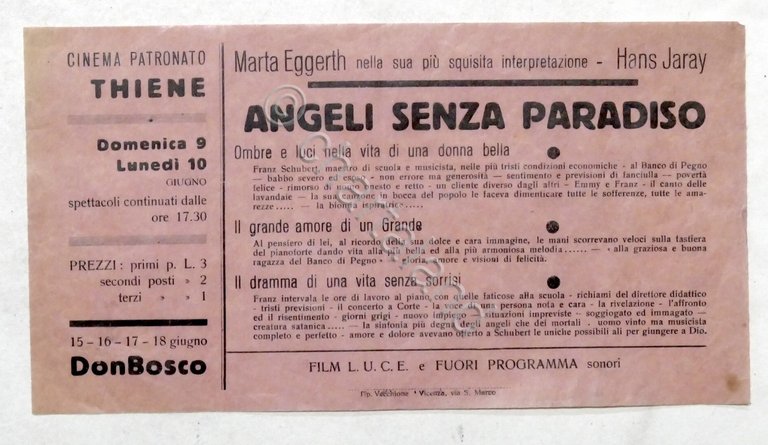 CINEMA PATRONATO
THIENE
Domenica 9
Lunedì 10
GIUGNO
spettacoli continuati dalle
ore 17.30
PREZZI : primi p. L. 3
secondi posti » 2
terzi » 1
15-16-17-18 giugno
DonBosco
Marta Eggerth nella sua più squisita interpretazione - Hans Jaray
ANGELI SENZA PARADISO
Ombre e luci nella vita di una donna bella
Franz Schubert, maestro di scuola e musicista, nelle più tristi condizioni economiche - al Banco di Pegno
— babbo severo ed esoso - non errore ma generosità — sentimento e previsioni di fanciulla — povertà
felice - rimorso di uomo onesto e retto - un cliente diverso dagli altri - Emmy e Franz - il canto delle
lavandaie — la sua canzone in bocca del popolo le faceva dimenticare tutte le sofferenze, tutte le ama-
rezze..... — la bionda ispiratrice.....
Il grande amore di un Grande
Al pensiero di lei, al ricordo della sua dolce e cara immagine, le mani scorrevano veloci sulla tastiera
del pianoforte dando vita alla più bella ed alla più armoniosa melodia...... — «alla graziosa e buona
ragazza del Banco di Pegno» - gloria, amore e visioni di felicità.
Il dramma di una vita senza sorrisi
Franz intervala le ore di lavoro al piano, con quelle faticose alla scuola - richiami del direttore didattico
- tristi previsioni - il concerto a Corte - la voce di una persona nota e cara - la rivelazione - l'affronto
ed il risentimento - giorni grigi - nuovo impiego - situazioni impreviste - soggiogato ed immagato —
creatura satanica..... — la sinfonia più degna degli angeli che dei mortali - uomo vinto ma musicista
completo e perfetto - amore e dolore avevano offerto a Schubert le uniche possibili ali per giungere a Dio.
FILM L. U. C. E. e FUORI PROGRAMMA sonori
Tip. Vecchione - Vicenza, via S. Marco